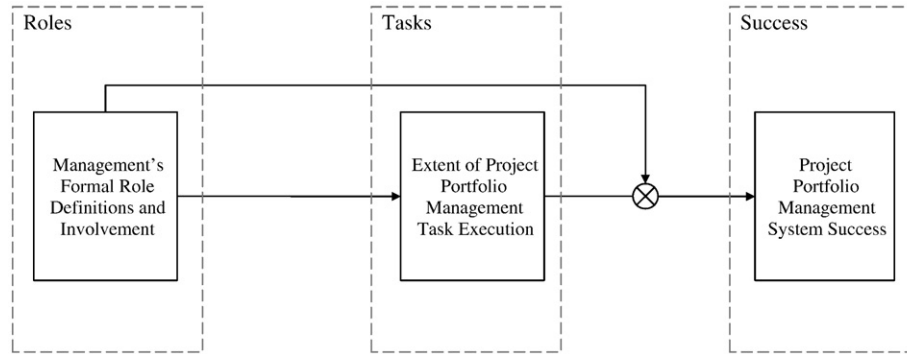 Roles
Tasks
Success
Management's
Formal Role
Definitions and
Involvement
Extent of Project
Portfolio
Management
Task Execution
Project
Portfolio
Management
System Success